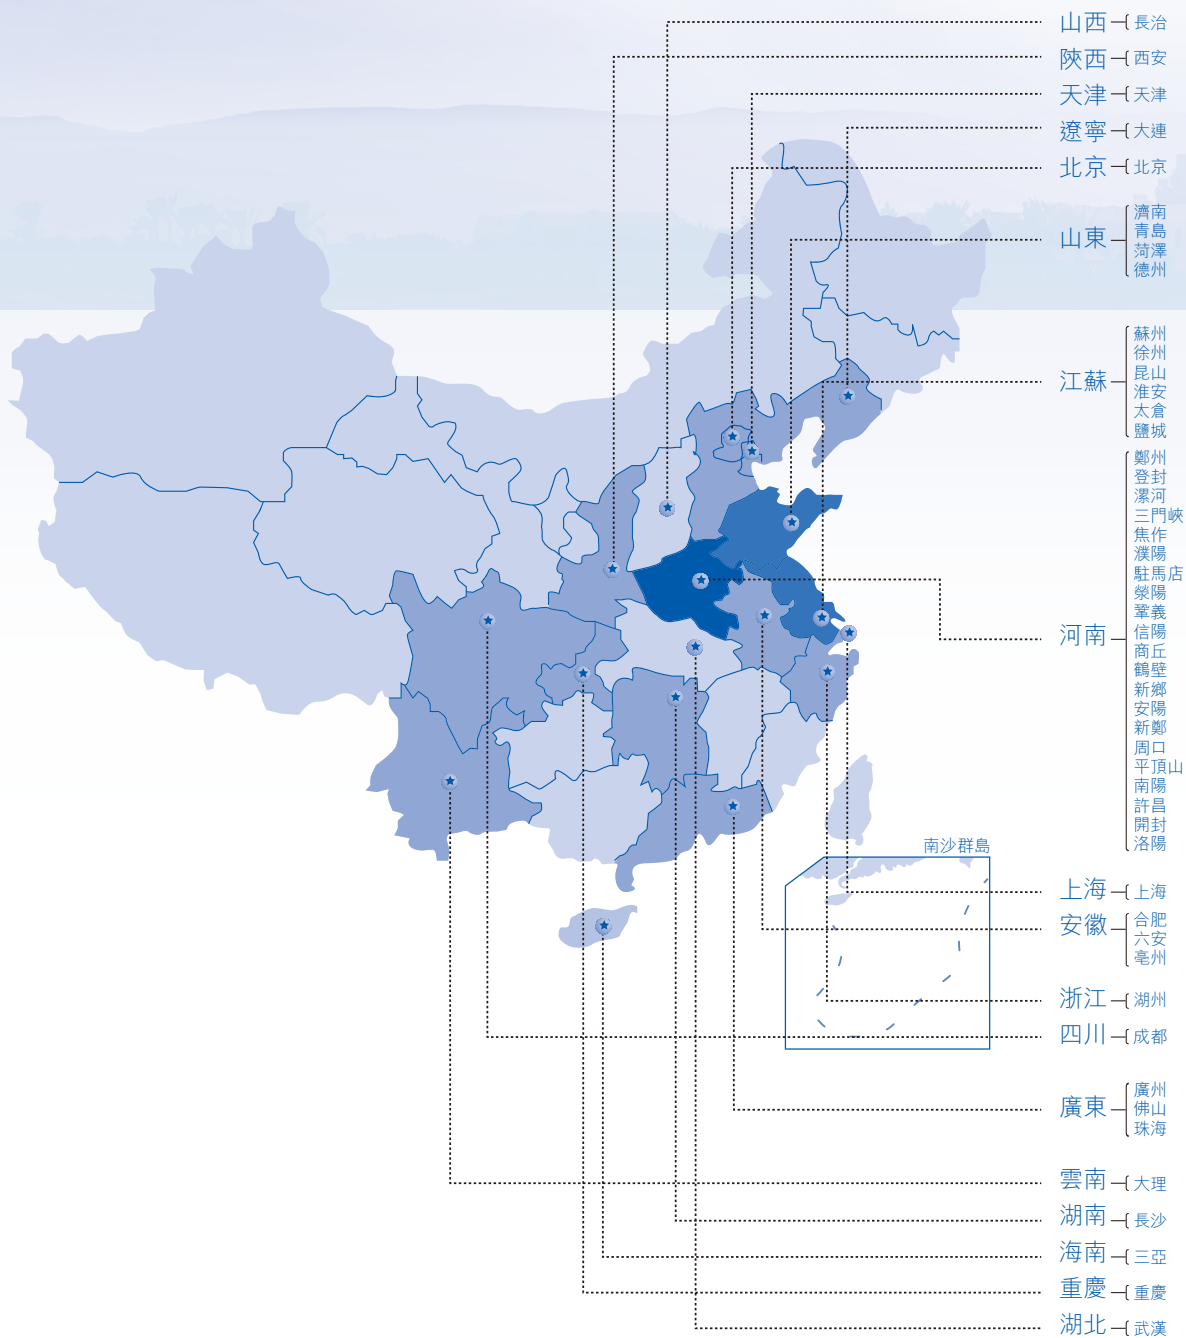 山西
長治
陝西
西安
天津
天津
遼寧
大連
北京
北京
山東
濟南
青島
菏澤
德州
江蘇
蘇州
徐州
昆山
淮安
太倉
鹽城
河南
鄭州
登封
漯河
三門峽
焦作
濮陽
駐馬店
滎陽
鞏義
信陽
商丘
鶴壁
新鄉
安陽
新鄭
周口
平頂山
南陽
許昌
開封
洛陽
南沙群島
上海
上海
安徽
合肥
六安
亳州
浙江
湖州
四川
成都
廣東
廣州
佛山
珠海
雲南
大理
湖南
長沙
海南
三亞
重慶
重慶
湖北
武漢